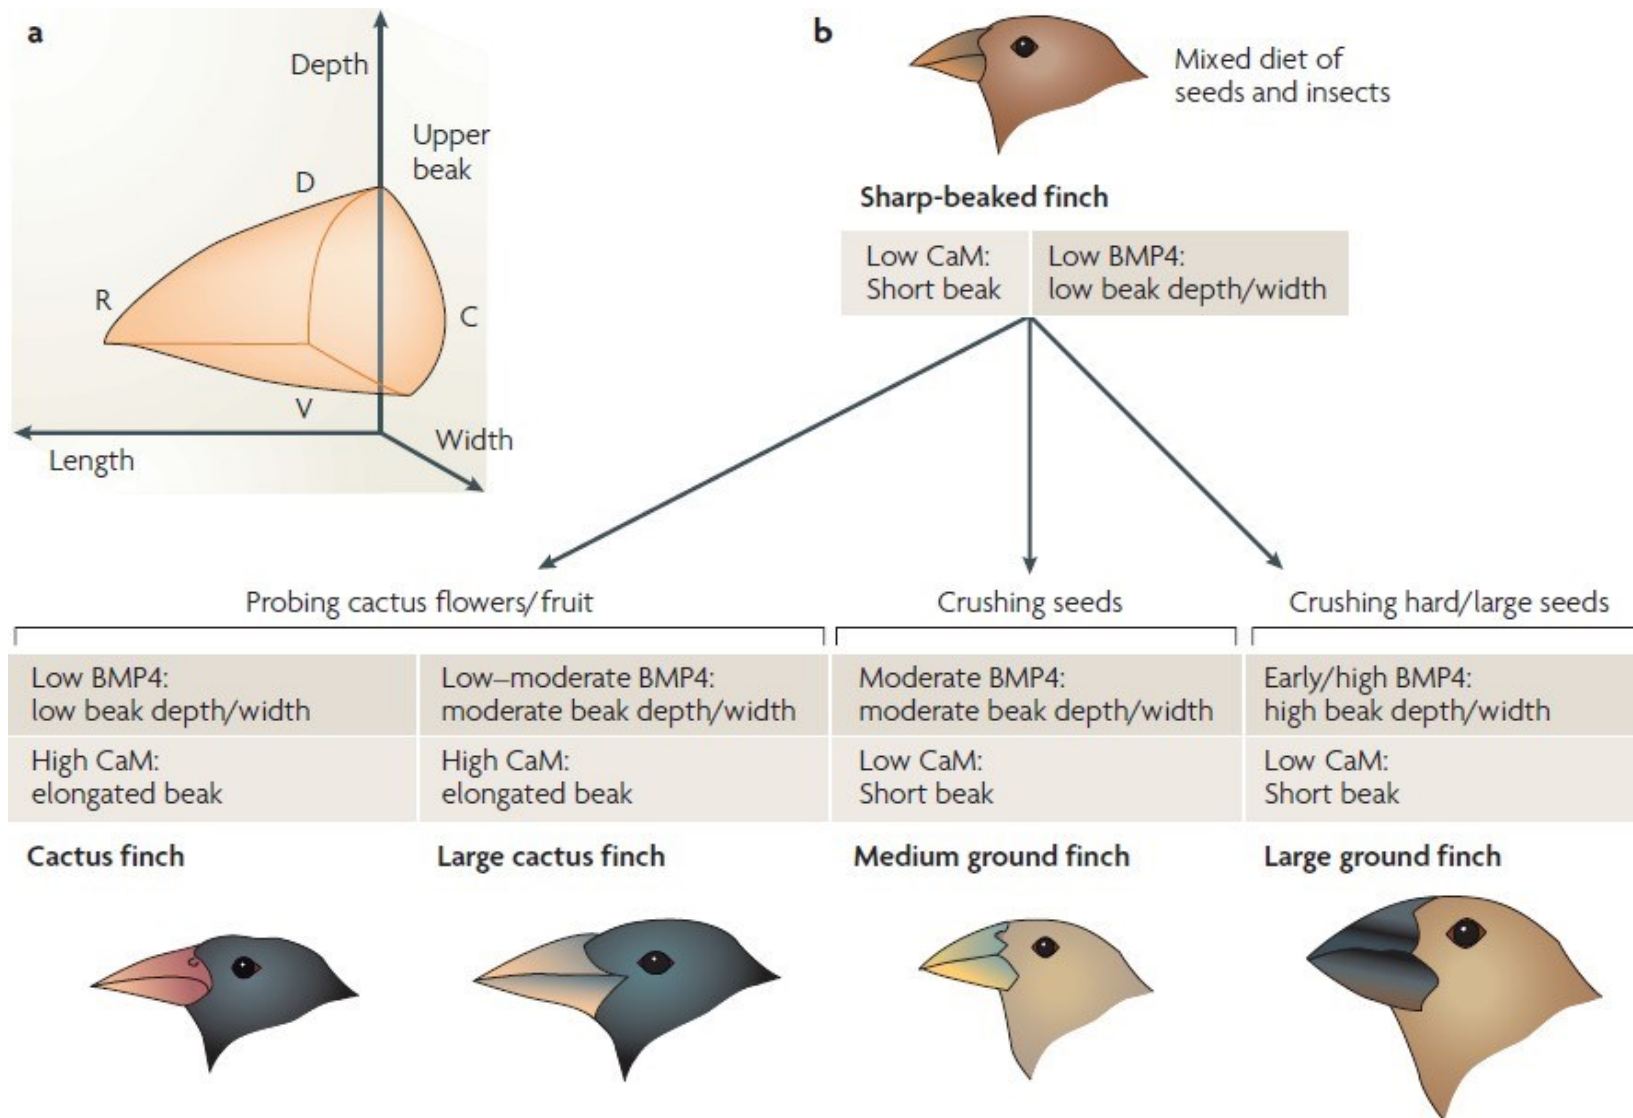 a
Depth
Upper
beak
D
R
C
V
Width
Length
b
Mixed diet of
seeds and insects
Sharp-beaked finch
Low CaM:
Short beak
Low BMP4:
low beak depth/width
Probing cactus flowers/fruit
Crushing seeds
Crushing hard/large seeds
Low BMP4:
low beak depth/width
Low–moderate BMP4:
moderate beak depth/width
Moderate BMP4:
moderate beak depth/width
Early/high BMP4:
high beak depth/width
High CaM:
elongated beak
High CaM:
elongated beak
Low CaM:
Short beak
Low CaM:
Short beak
Cactus finch
Large cactus finch
Medium ground finch
Large ground finch